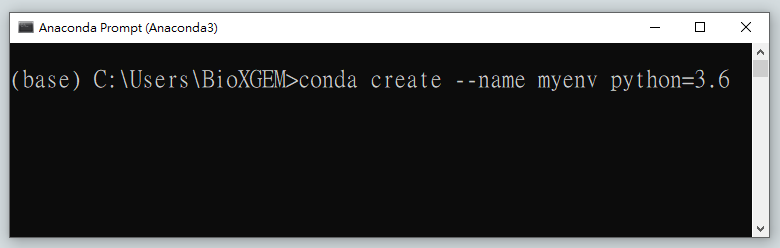 Anaconda Prompt (Anaconda3)
(base) C:\Users\BioXGEM>conda create --name myenv python=3.6